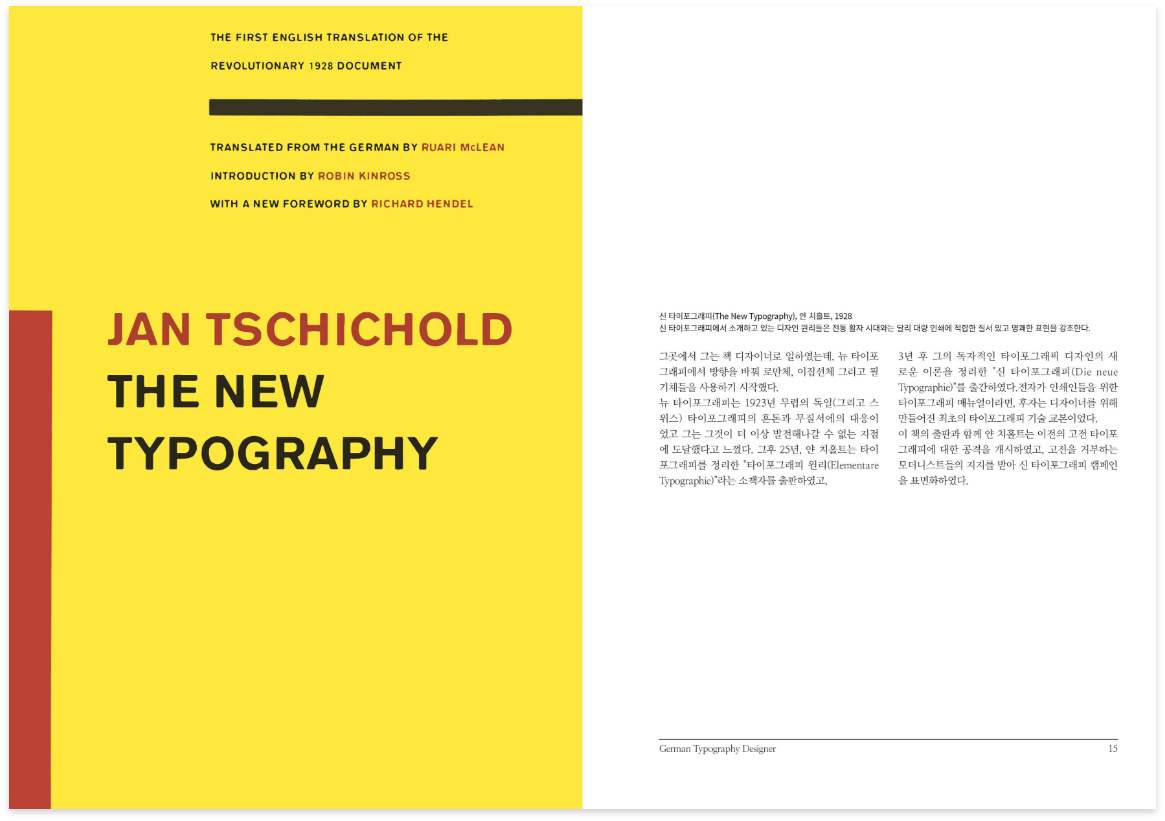 THE FIRST ENGLISH TRANSLATION OF THE
REVOLUTIONARY 1928 DOCUMENT
TRANSLATED FROM THE GERMAN BY RUARI McLEAN
INTRODUCTION BY ROBIN KINROSS
WITH A NEW FOREWORD BY RICHARD HENDEL
JAN TSCHICHOLD
THE NEW
TYPOGRAPHY
신 타이포그래피(The New Typography), 얀 치홀트, 1928
신 타이포그래피에서 소개하고 있는 디자인 원리들은 전통 활자 시대와는 달리 대량 인쇄에 적합한 질서 있고 명쾌한 표현을 강조한다.
그곳에서 그는 책 디자이너로 일하였는데, 뉴 타이포
그래피에서 방향을 바꿔 로만체, 이집션체 그리고 필
기체들을 사용하기 시작했다.
뉴 타이포그래피는 1923년 무렵의 독일(그리고 스
위스) 타이포그래피의 혼돈과 무질서에의 대응이
었고 그는 그것이 더 이상 발전해나갈 수 없는 지점
에 도달했다고 느꼈다. 그후 25년, 얀 치홀트는 타이
포그래피를 정리한 "타이포그래피 원리(Elementare
Typographie)"라는 소책자를 출판하였고,
3년 후 그의 독자적인 타이포그래픽 디자인의 새
로운 이론을 정리한 "신 타이포그래피(Die neue
Typographie)"를 출간하였다. 전자가 인쇄인들을 위한
타이포그래피 매뉴얼이라면, 후자는 디자이너를 위해
만들어진 최초의 타이포그래피 기술 교본이었다.
이 책의 출판과 함께 얀 치홀트는 이전의 고전 타이포
그래피에 대한 공격을 개시하였고, 고전을 거부하는
모더니스트들의 지지를 받아 신 타이포그래피 캠페인
을 표면화하였다.
German Typography Designer
15